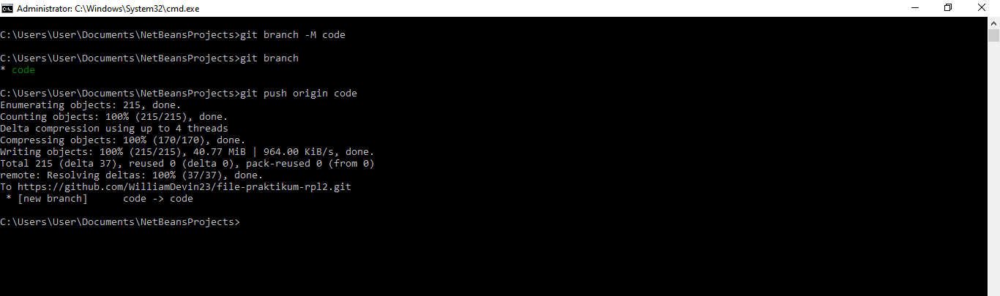 Administrator: C:\Windows\System32\cmd.exe
C:\Users\User\Documents\NetBeansProjects>git branch -M code
C:\Users\User\Documents\NetBeansProjects>git branch
* code
C:\Users\User\Documents\NetBeansProjects>git push origin code
Enumerating objects: 215, done.
Counting objects: 100% (215/215), done.
Delta compression using up to 4 threads
Compressing objects: 100% (170/170), done.
Writing objects: 100% (215/215), 40.77 MiB | 964.00 KiB/s, done.
Total 215 (delta 37), reused 0 (delta 0), pack-reused 0 (from 0)
remote: Resolving deltas: 100% (37/37), done.
To https://github.com/WilliamDevin23/file-praktikum-rpl2.git
 * [new branch]      code -> code
C:\Users\User\Documents\NetBeansProjects>